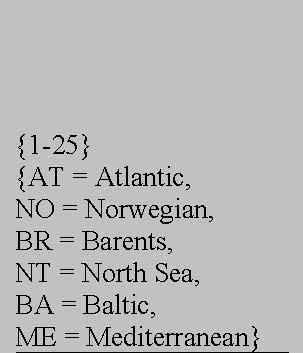 {1-25}
{AT = Atlantic,
NO = Norwegian,
BR = Barents,
NT = North Sea,
BA = Baltic,
ME = Mediterranean}